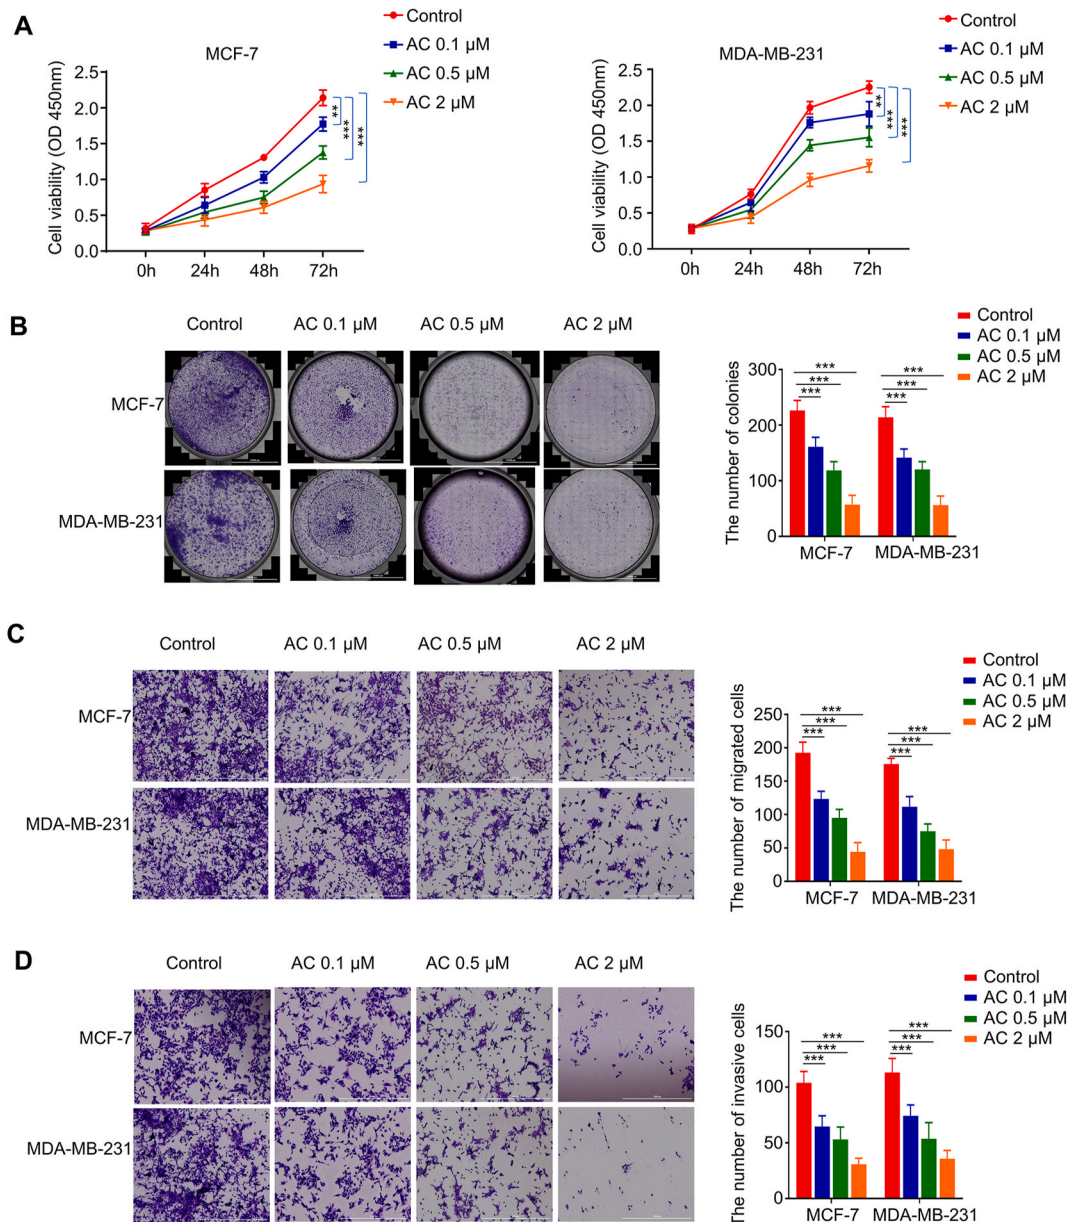 A
MCF-7
Control
AC 0.1 μM
AC 0.5 μM
AC 2 μM
Cell viability (OD 450nm)
2.5
2.0
1.5
1.0
0.5
0.0
0h 24h 48h 72h
** *** ***
MDA-MB-231
Control
AC 0.1 μM
AC 0.5 μM
AC 2 μM
Cell viability (OD 450nm)
2.5
2.0
1.5
1.0
0.5
0.0
0h 24h 48h 72h
** *** ***
B
Control AC 0.1 μM AC 0.5 μM AC 2 μM
MCF-7
MDA-MB-231
Control
AC 0.1 μM
AC 0.5 μM
AC 2 μM
The number of colonies
300
200
100
0
*** *** ***
*** *** ***
MCF-7 MDA-MB-231
C
Control AC 0.1 μM AC 0.5 μM AC 2 μM
MCF-7
MDA-MB-231
Control
AC 0.1 μM
AC 0.5 μM
AC 2 μM
The number of migrated cells
250
200
150
100
50
0
*** *** ***
*** *** ***
MCF-7 MDA-MB-231
D
Control AC 0.1 μM AC 0.5 μM AC 2 μM
MCF-7
MDA-MB-231
Control
AC 0.1 μM
AC 0.5 μM
AC 2 μM
The number of invasive cells
150
100
50
0
*** *** ***
*** *** ***
MCF-7 MDA-MB-231